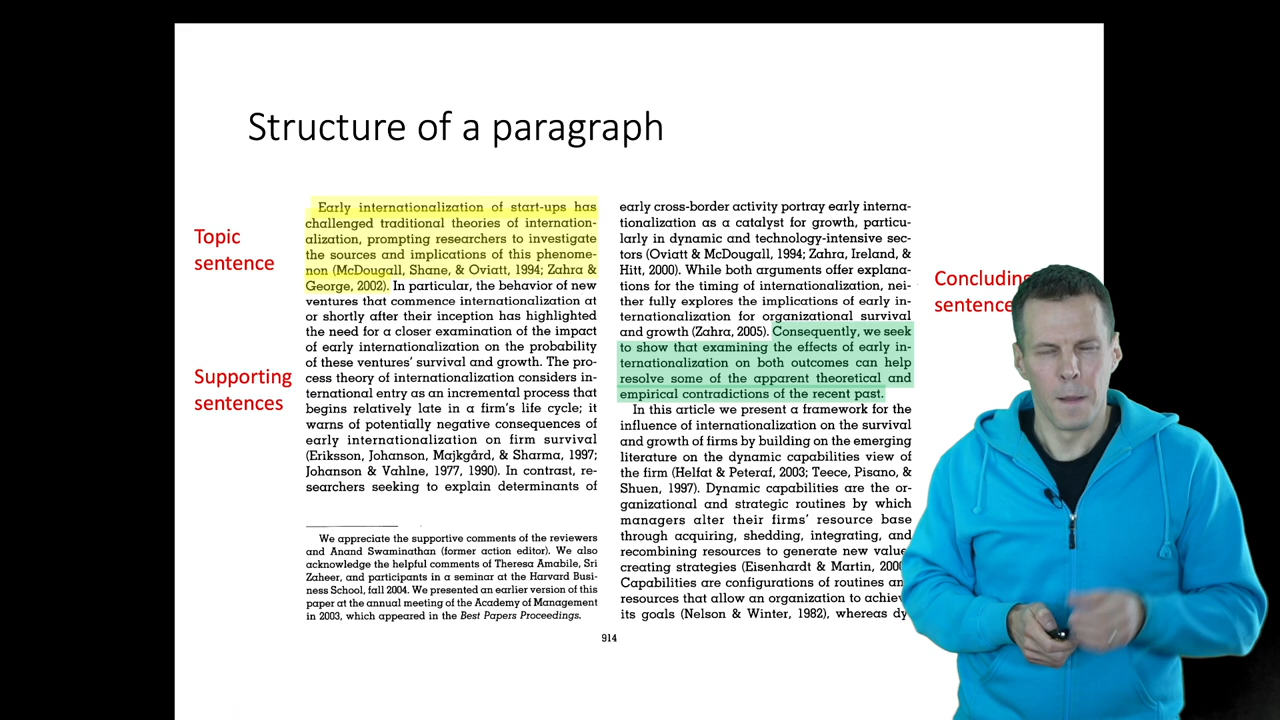 Structure of a paragraph
Topic
sentence
Supporting
sentences
Early internationalization of start-ups has
challenged traditional theories of internation-
alization, prompting researchers to investigate
the sources and implications of this phenome-
non (McDougall, Shane, & Oviatt, 1994; Zahra &
George, 2002). In particular, the behavior of new
ventures that commence internationalization at
or shortly after their inception has highlighted
the need for a closer examination of the impact
of early internationalization on the probability
of these ventures' survival and growth. The pro-
cess theory of internationalization considers in-
ternational entry as an incremental process that
begins relatively late in a firm's life cycle; it
warns of potentially negative consequences of
early internationalization on firm survival
(Eriksson, Johanson, Majkgård, & Sharma, 1997;
Johanson & Vahlne, 1977, 1990). In contrast, re-
searchers seeking to explain determinants of
We appreciate the supportive comments of the reviewers
and Anand Swaminathan (former action editor). We also
acknowledge the helpful comments of Theresa Amabile, Sri
Zaheer, and participants in a seminar at the Harvard Busi-
ness School, fall 2004. We presented an earlier version of this
paper at the annual meeting of the Academy of Management
in 2003, which appeared in the Best Papers Proceedings.
early cross-border activity portray early interna-
tionalization as a catalyst for growth, particu-
larly in dynamic and technology-intensive sec-
tors (Oviatt & McDougall, 1994; Zahra, Ireland, &
Hitt, 2000). While both arguments offer explana-
tions for the timing of internationalization, nei-
ther fully explores the implications of early in-
ternationalization for organizational survival
and growth (Zahra, 2005). Consequently, we seek
to show that examining the effects of early in-
ternationalization on both outcomes can help
resolve some of the apparent theoretical and
empirical contradictions of the recent past.
In this article we present a framework for the
influence of internationalization on the survival
and growth of firms by building on the emerging
literature on the dynamic capabilities view of
the firm (Helfat & Peteraf, 2003; Teece, Pisano, &
Shuen, 1997). Dynamic capabilities are the or-
ganizational and strategic routines by which
managers alter their firms' resource base
through acquiring, shedding, integrating, and
recombining resources to generate new value
creating strategies (Eisenhardt & Martin,
Capabilities are configurations of routines
resources that allow an organization to
its goals (Nelson & Winter, 1982), whereas
914
Concluding
sentence